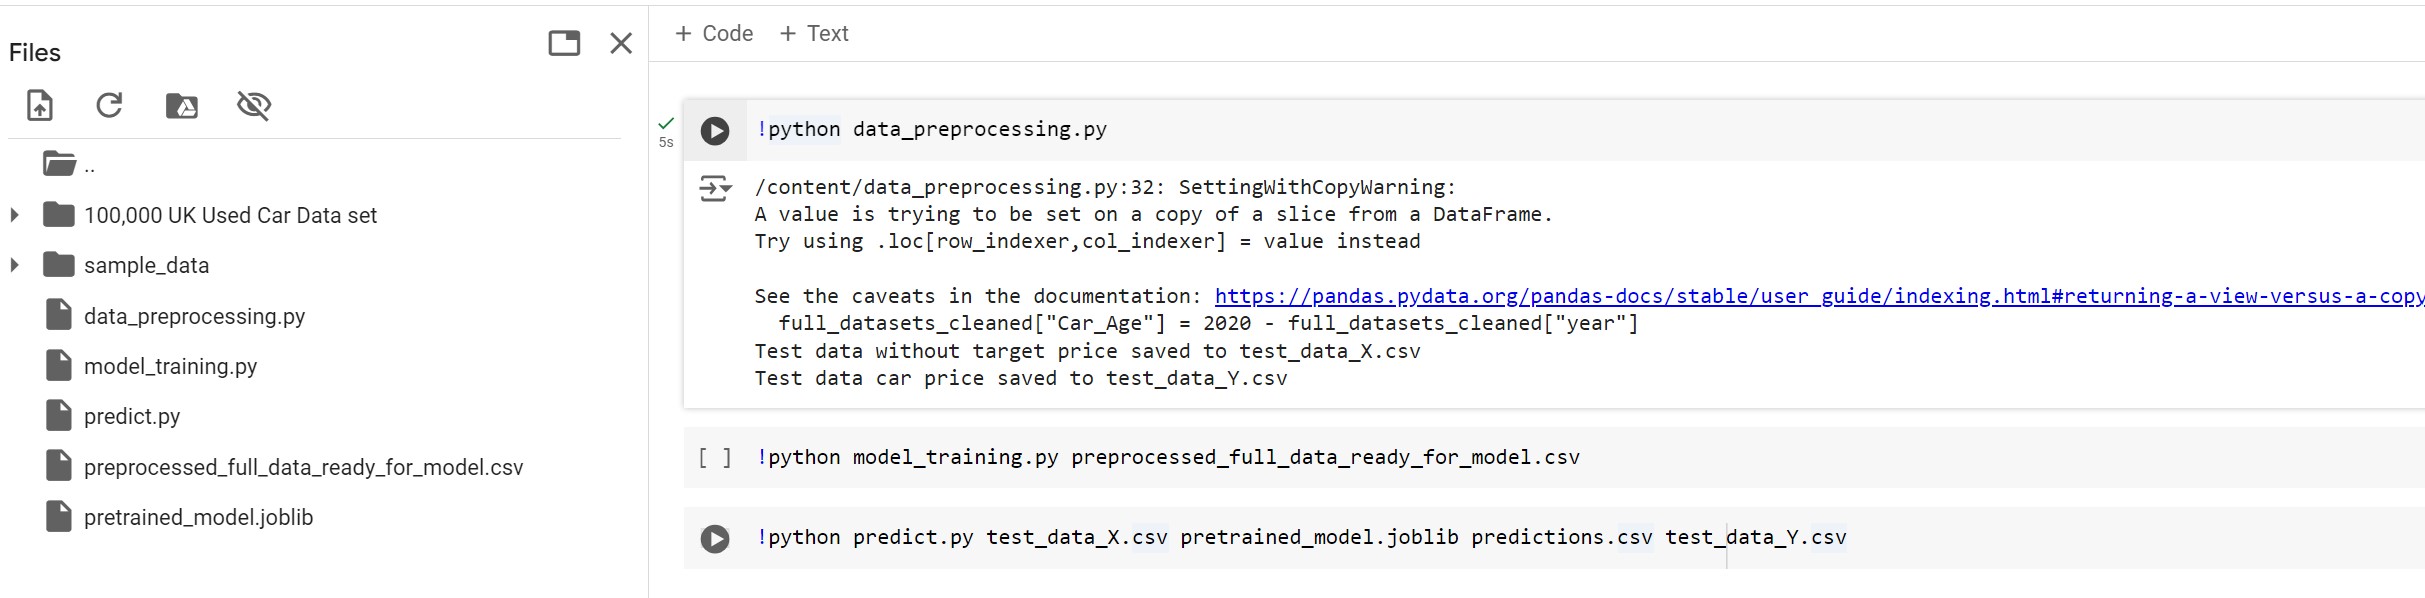 Files
..
100,000 UK Used Car Data set
sample_data
data_preprocessing.py
model_training.py
predict.py
preprocessed_full_data_ready_for_model.csv
pretrained_model.joblib
+ Code + Text
5s
!python data_preprocessing.py
/content/data_preprocessing.py:32: SettingWithCopyWarning:
A value is trying to be set on a copy of a slice from a DataFrame.
Try using .loc[row_indexer,col_indexer] = value instead
See the caveats in the documentation: https://pandas.pydata.org/pandas-docs/stable/user_guide/indexing.html#returning-a-view-versus-a-copy
full_datasets_cleaned["Car_Age"] = 2020 - full_datasets_cleaned["year"]
Test data without target price saved to test_data_X.csv
Test data car price saved to test_data_Y.csv
[ ] !python model_training.py preprocessed_full_data_ready_for_model.csv
!python predict.py test_data_X.csv pretrained_model.joblib predictions.csv test_data_Y.csv